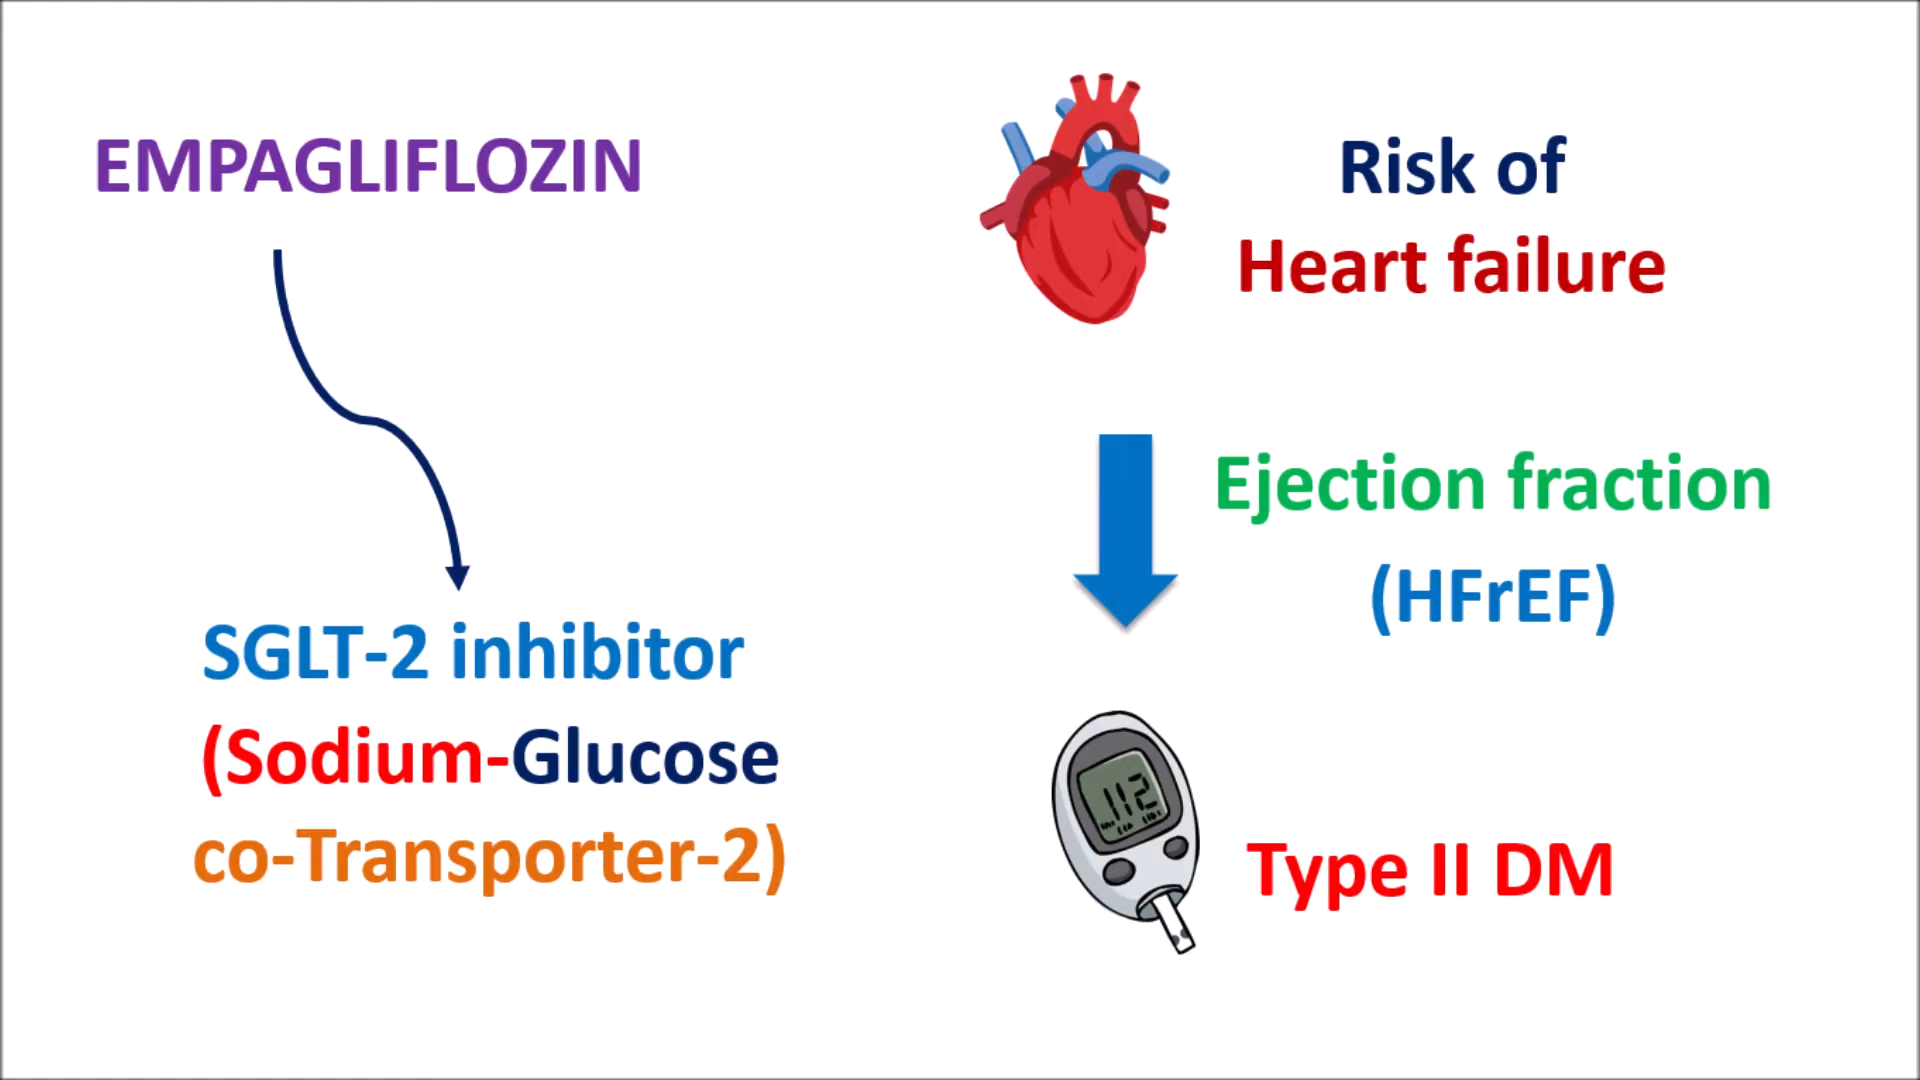 EMPAGLIFLOZIN
SGLT-2 inhibitor
(Sodium-Glucose
co-Transporter-2)
Risk of
Heart failure
Ejection fraction
(HFrEF)
112
Type II DM